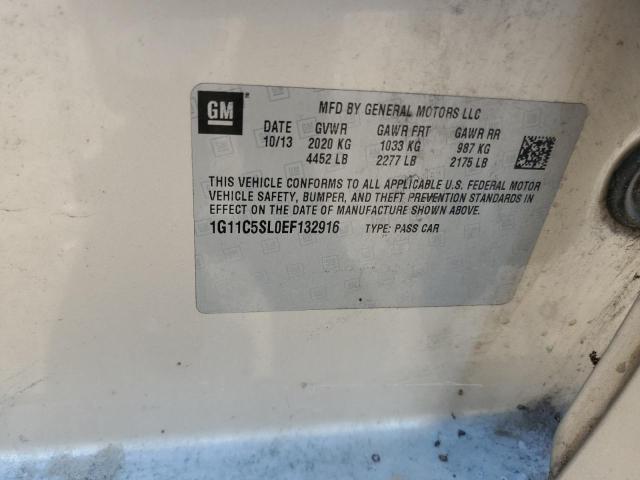 GM
MFD BY GENERAL MOTORS LLC
DATE GVWR GAWR FRT GAWR RR
10/13 2020 KG 1033 KG 987 KG
4452 LB 2277 LB 2175 LB
THIS VEHICLE CONFORMS TO ALL APPLICABLE U.S. FEDERAL MOTOR
VEHICLE SAFETY, BUMPER, AND THEFT PREVENTION STANDARDS IN
EFFECT ON THE DATE OF MANUFACTURE SHOWN ABOVE.
1G11C5SL0EF132916 TYPE: PASS CAR